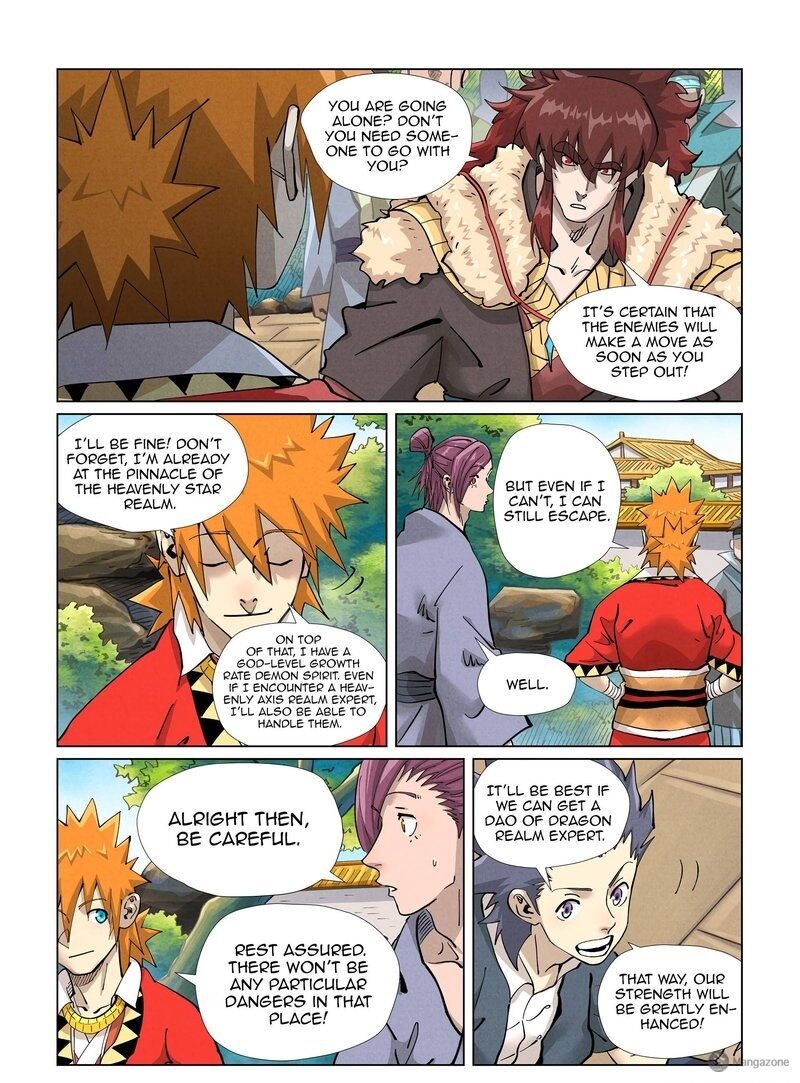 YOU ARE GOING
ALONE? DON'T
YOU NEED SOME-
ONE TO GO WITH
YOU?
IT'S CERTAIN THAT
THE ENEMIES WILL
MAKE A MOVE AS
SOON AS YOU
STEP OUT!
I'LL BE FINE! DON'T
FORGET, I'M ALREADY
AT THE PINNACLE OF
THE HEAVENLY STAR
REALM.
ON TOP
OF THAT, I HAVE A
GOD-LEVEL GROWTH
RATE DEMON SPIRIT. EVEN
IF I ENCOUNTER A HEAV-
ENLY AXIS REALM EXPERT,
I'LL ALSO BE ABLE TO
HANDLE THEM.
BUT EVEN IF I
CAN'T, I CAN
STILL ESCAPE.
WELL.
ALRIGHT THEN,
BE CAREFUL.
REST ASSURED.
THERE WON'T BE
ANY PARTICULAR
DANGERS IN THAT
PLACE!
IT'LL BE BEST IF
WE CAN GET A
DAO OF DRAGON
REALM EXPERT.
THAT WAY, OUR
STRENGTH WILL
BE GREATLY EN-
HANCED!
Mangazone